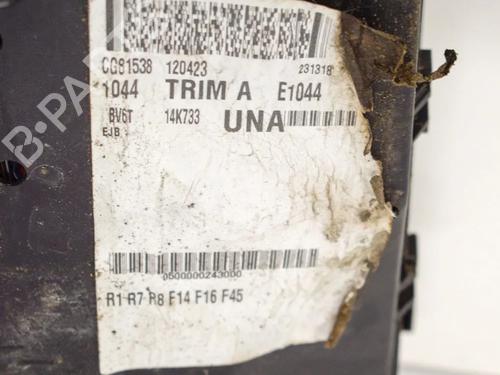 CG81538 120423 231318
1044 TRIM A E1044
BV6T 14K733 UNA
EJB
0500000243000
R1 R7 R8 F14 F16 F45
B-PARTS